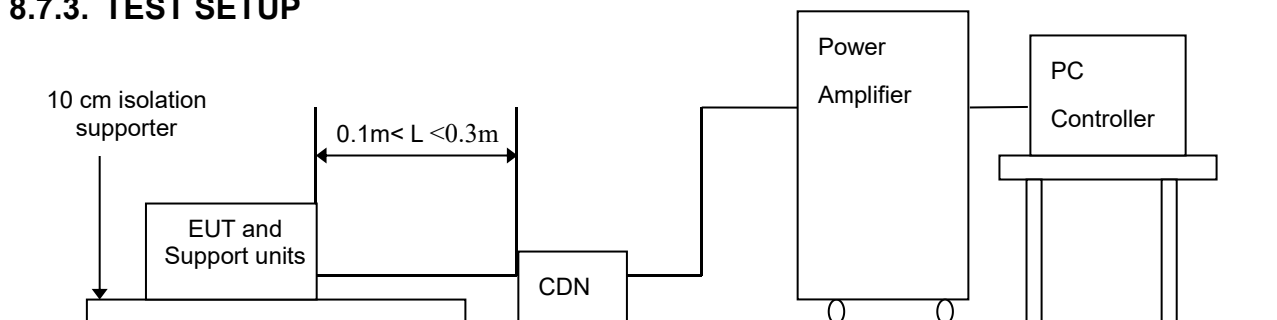 8.7.3. TEST SETUP
10 cm isolation
supporter
0.1m< L <0.3m
EUT and
Support units
CDN
Power
Amplifier
PC
Controller